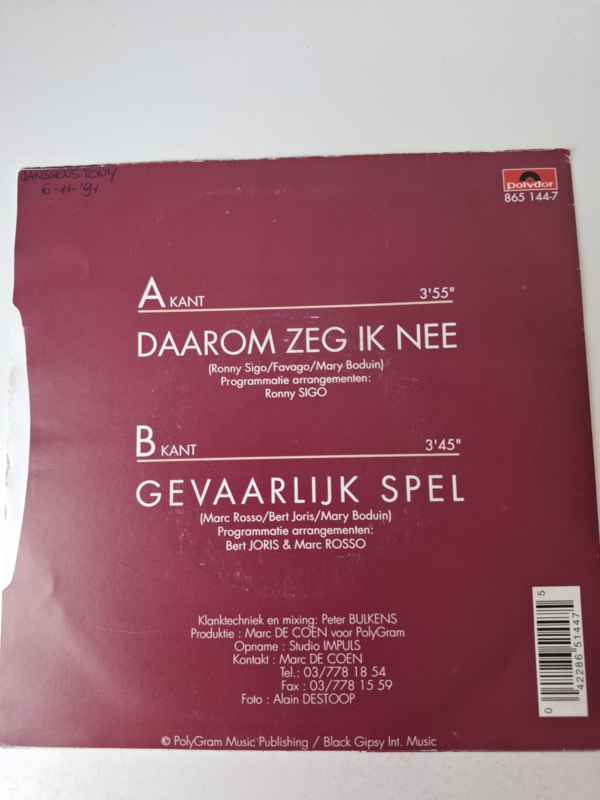 JANSSENS TONY
6-11-'91
polydor
865 144-7
A KANT 3'55"
DAAROM ZEG IK NEE
(Ronny Sigo/Favago/Mary Boduin)
Programmatie arrangementen:
Ronny SIGO
B KANT 3'45"
GEVAARLIJK SPEL
(Marc Rosso/Bert Joris/Mary Boduin)
Programmatie arrangementen:
Bert JORIS & Marc ROSSO
Klanktechniek en mixing: Peter BULKENS
Produktie : Marc DE COEN voor PolyGram
Opname : Studio IMPULS
Kontakt : Marc DE COEN
Tel.: 03/778 18 54
Fax : 03/778 15 59
Foto : Alain DESTOOP
0 42286 51447 5
© PolyGram Music Publishing / Black Gipsy Int. Music